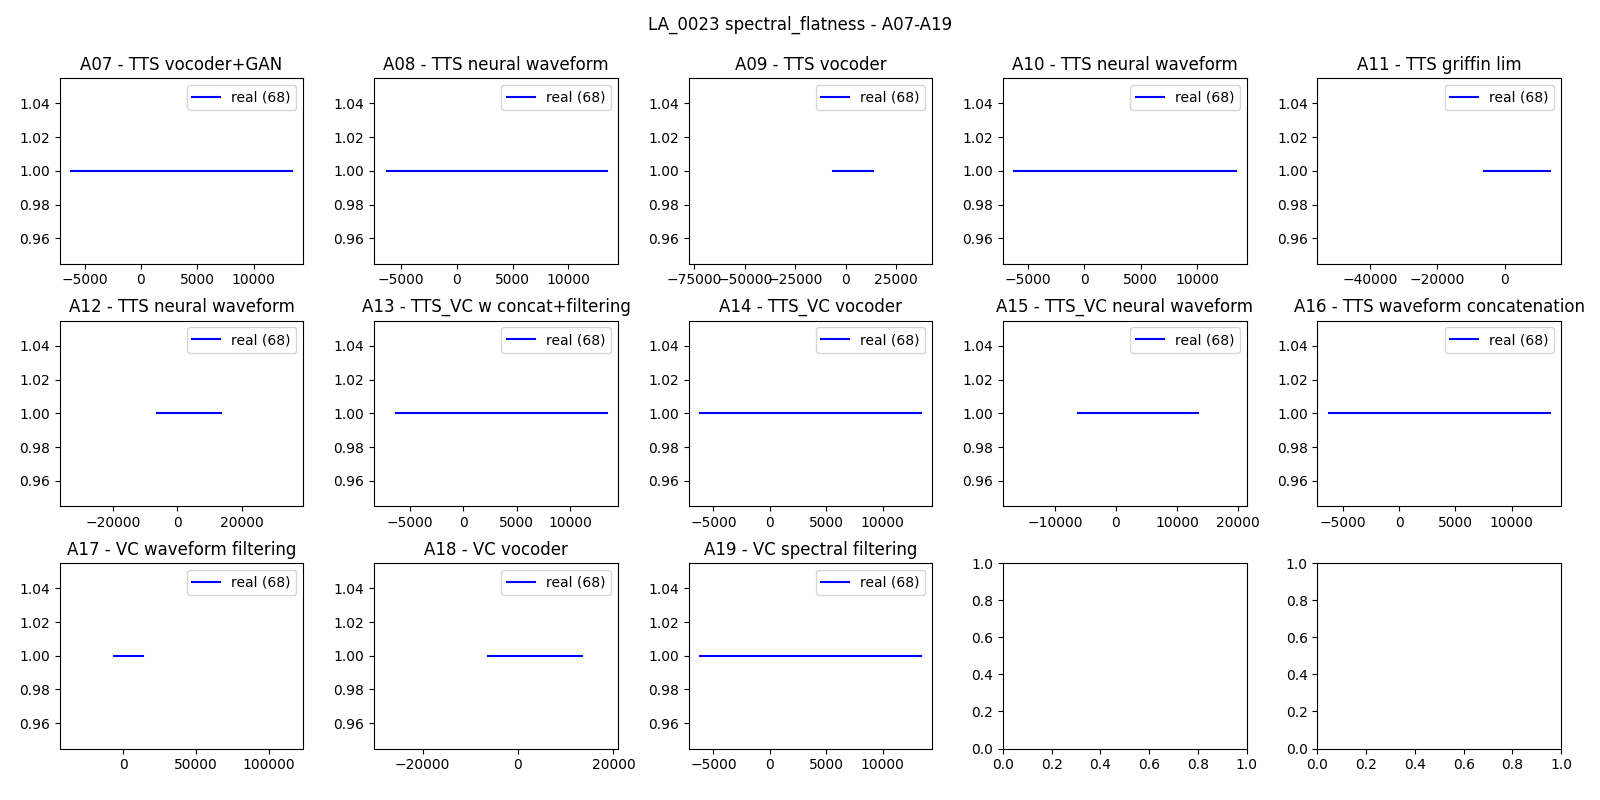 LA_0023 spectral_flatness - A07-A19
A07 - TTS vocoder+GAN
A08 - TTS neural waveform
A09 - TTS vocoder
A10 - TTS neural waveform
A11 - TTS griffin lim
real (68)
real (68)
real (68)
real (68)
real (68)
1.04 1.04 1.04 1.04 1.04
1.02 1.02 1.02 1.02 1.02
1.00 1.00 1.00 1.00 1.00
0.98 0.98 0.98 0.98 0.98
0.96 0.96 0.96 0.96 0.96
−5000 0 5000 10000
−5000 0 5000 10000
−75000 −50000 −25000 0 25000
−5000 0 5000 10000
−40000 −20000 0
A12 - TTS neural waveform
A13 - TTS_VC w concat+filtering
A14 - TTS_VC vocoder
A15 - TTS_VC neural waveform
A16 - TTS waveform concatenation
real (68)
real (68)
real (68)
real (68)
real (68)
1.04 1.04 1.04 1.04 1.04
1.02 1.02 1.02 1.02 1.02
1.00 1.00 1.00 1.00 1.00
0.98 0.98 0.98 0.98 0.98
0.96 0.96 0.96 0.96 0.96
−20000 0 20000
−5000 0 5000 10000
−5000 0 5000 10000
−10000 0 10000 20000
−5000 0 5000 10000
A17 - VC waveform filtering
A18 - VC vocoder
A19 - VC spectral filtering
real (68)
real (68)
real (68)
1.04 1.04 1.04
1.02 1.02 1.02
1.00 1.00 1.00
0.98 0.98 0.98
0.96 0.96 0.96
0 50000 100000
−20000 0 20000
−5000 0 5000 10000
1.0 1.0
0.8 0.8
0.6 0.6
0.4 0.4
0.2 0.2
0.0 0.0
0.0 0.2 0.4 0.6 0.8 1.0
0.0 0.2 0.4 0.6 0.8 1.0